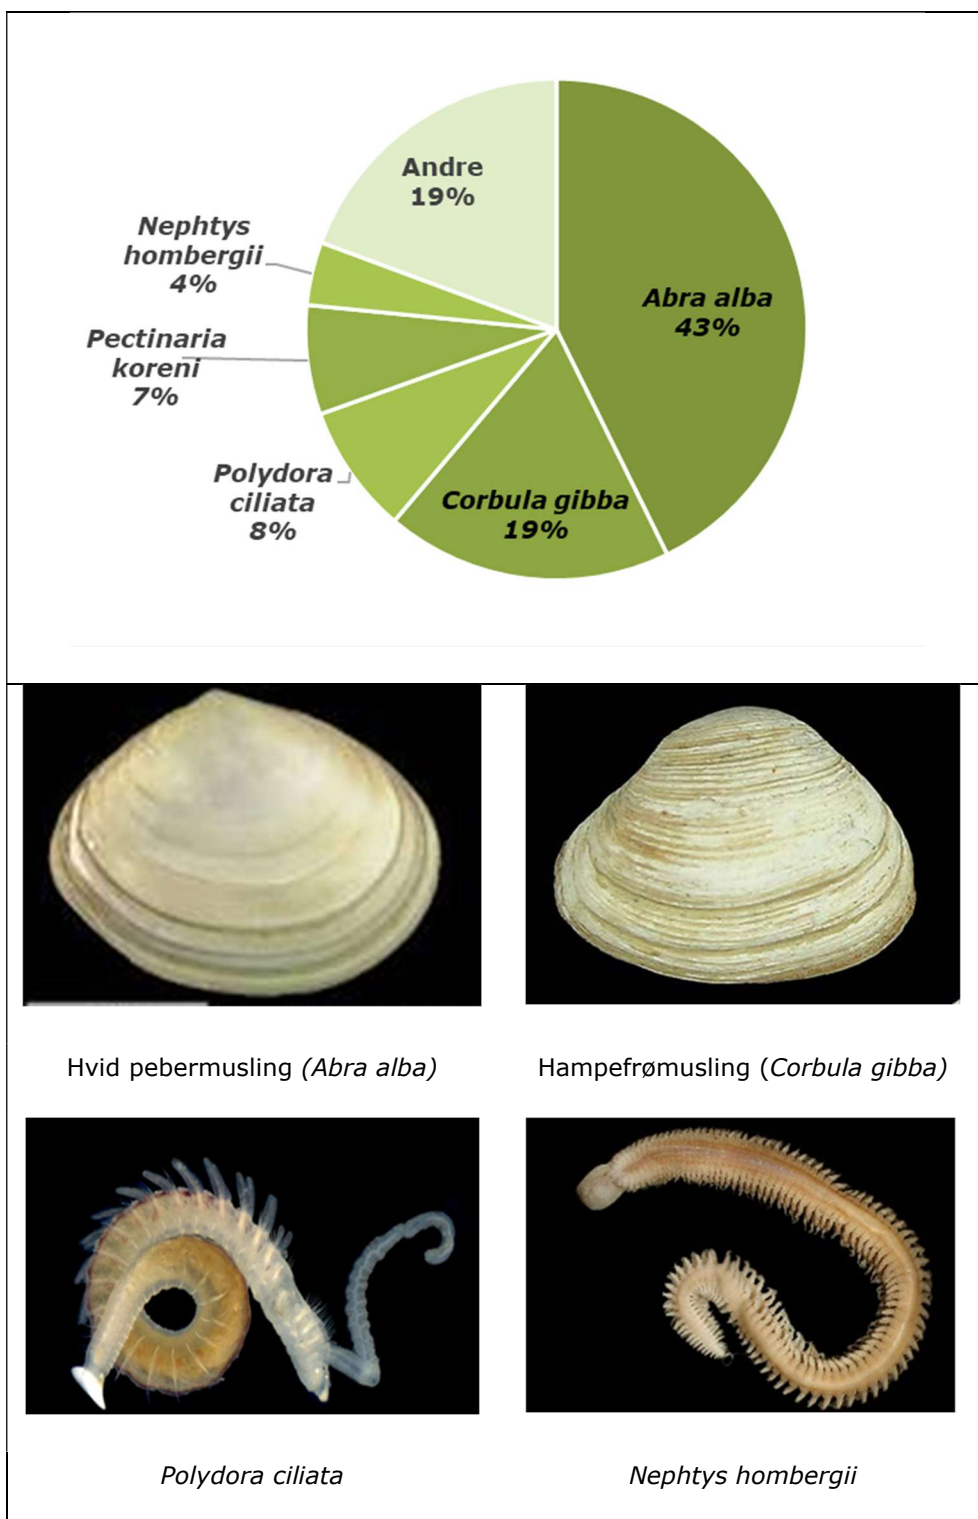 Andre
19%
Nephtys
hombergii
4%
Abra alba
43%
Pectinaria
koreni
7%
Polydora
ciliata
8%
Corbula gibba
19%
Hvid pebermusling (Abra alba)
Hampefrømusling (Corbula gibba)
Polydora ciliata
Nephtys hombergii